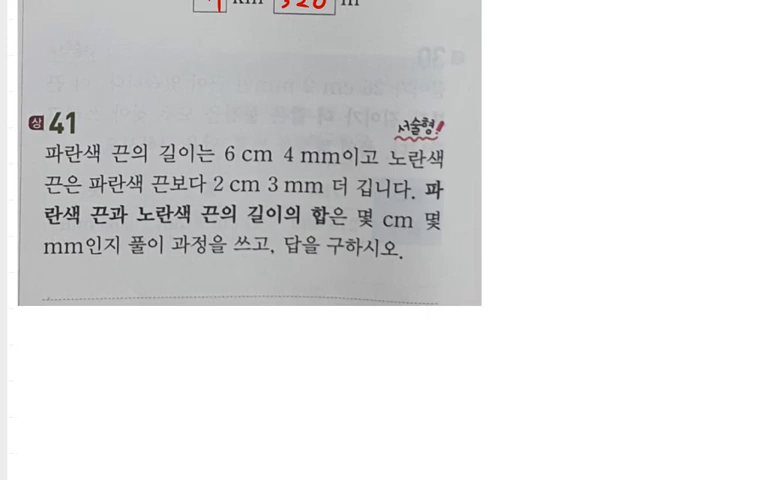 km 320 m
상 41
서술형!
파란색 끈의 길이는 6 cm 4 mm이고 노란색
끈은 파란색 끈보다 2 cm 3 mm 더 깁니다. 파
란색 끈과 노란색 끈의 길이의 합은 몇 cm 몇
mm인지 풀이 과정을 쓰고, 답을 구하시오.